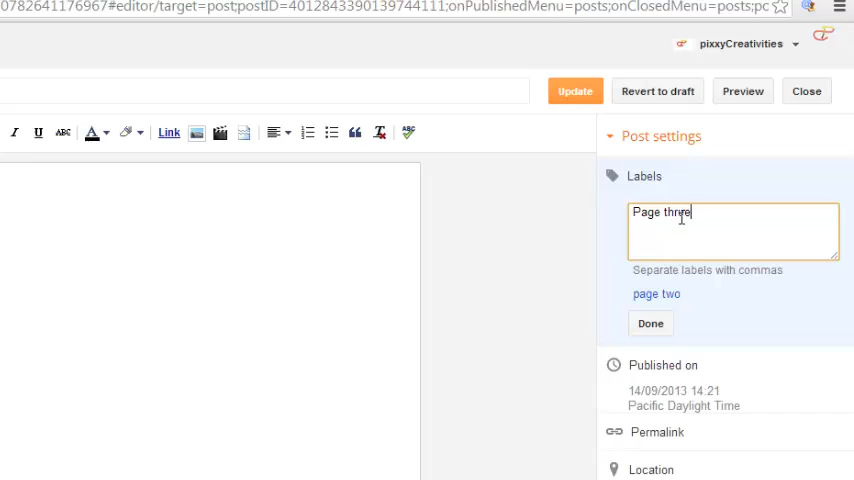 0782641176967#editor/target=post;postID=4012843390139744111;onPublishedMenu=posts;onClosedMenu=posts;pc
pixxyCreativities
Update
Revert to draft
Preview
Close
I U ABC A Link
ABC
Post settings
Labels
Page three
Separate labels with commas
page two
Done
Published on
14/09/2013 14:21
Pacific Daylight Time
Permalink
Location